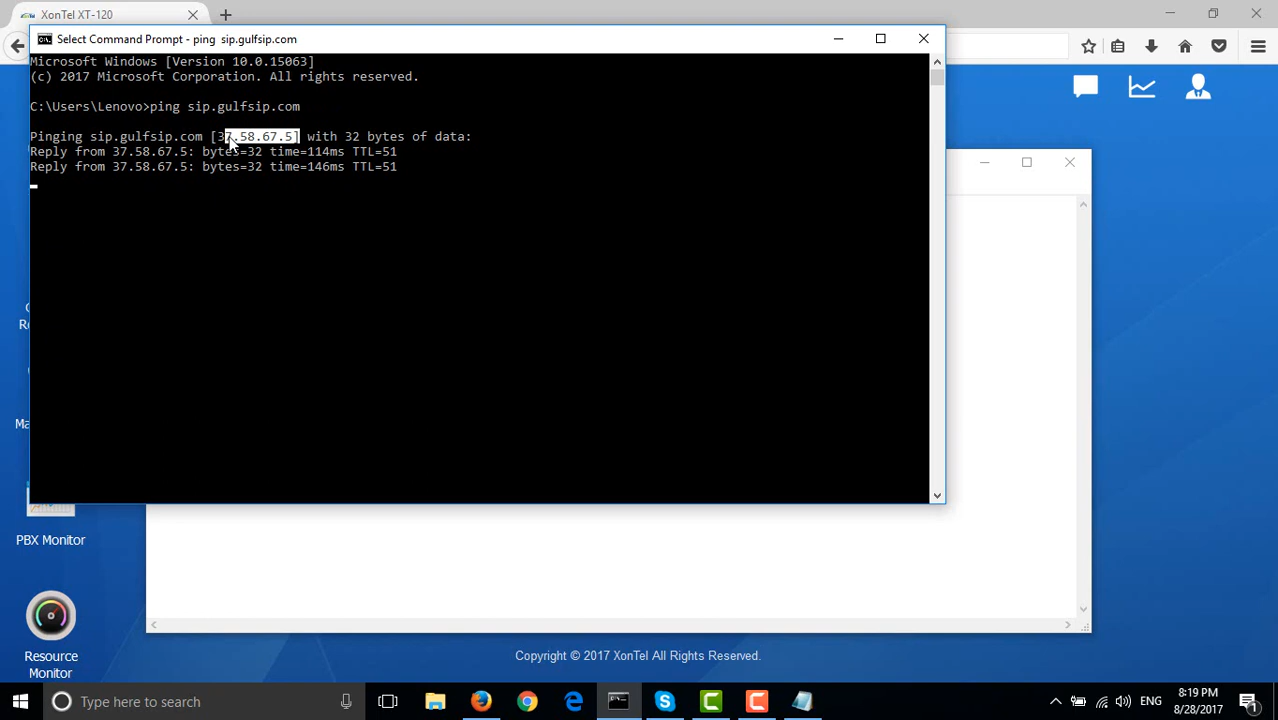 XonTel XT-120
Select Command Prompt - ping sip.gulfsip.com
Microsoft Windows [Version 10.0.15063]
(c) 2017 Microsoft Corporation. All rights reserved.
C:\Users\Lenovo>ping sip.gulfsip.com
Pinging sip.gulfsip.com [37.58.67.5] with 32 bytes of data:
Reply from 37.58.67.5: bytes=32 time=114ms TTL=51
Reply from 37.58.67.5: bytes=32 time=146ms TTL=51
PBX Monitor
Resource
Monitor
Copyright © 2017 XonTel All Rights Reserved.
Type here to search
ENG
8:19 PM
8/28/2017